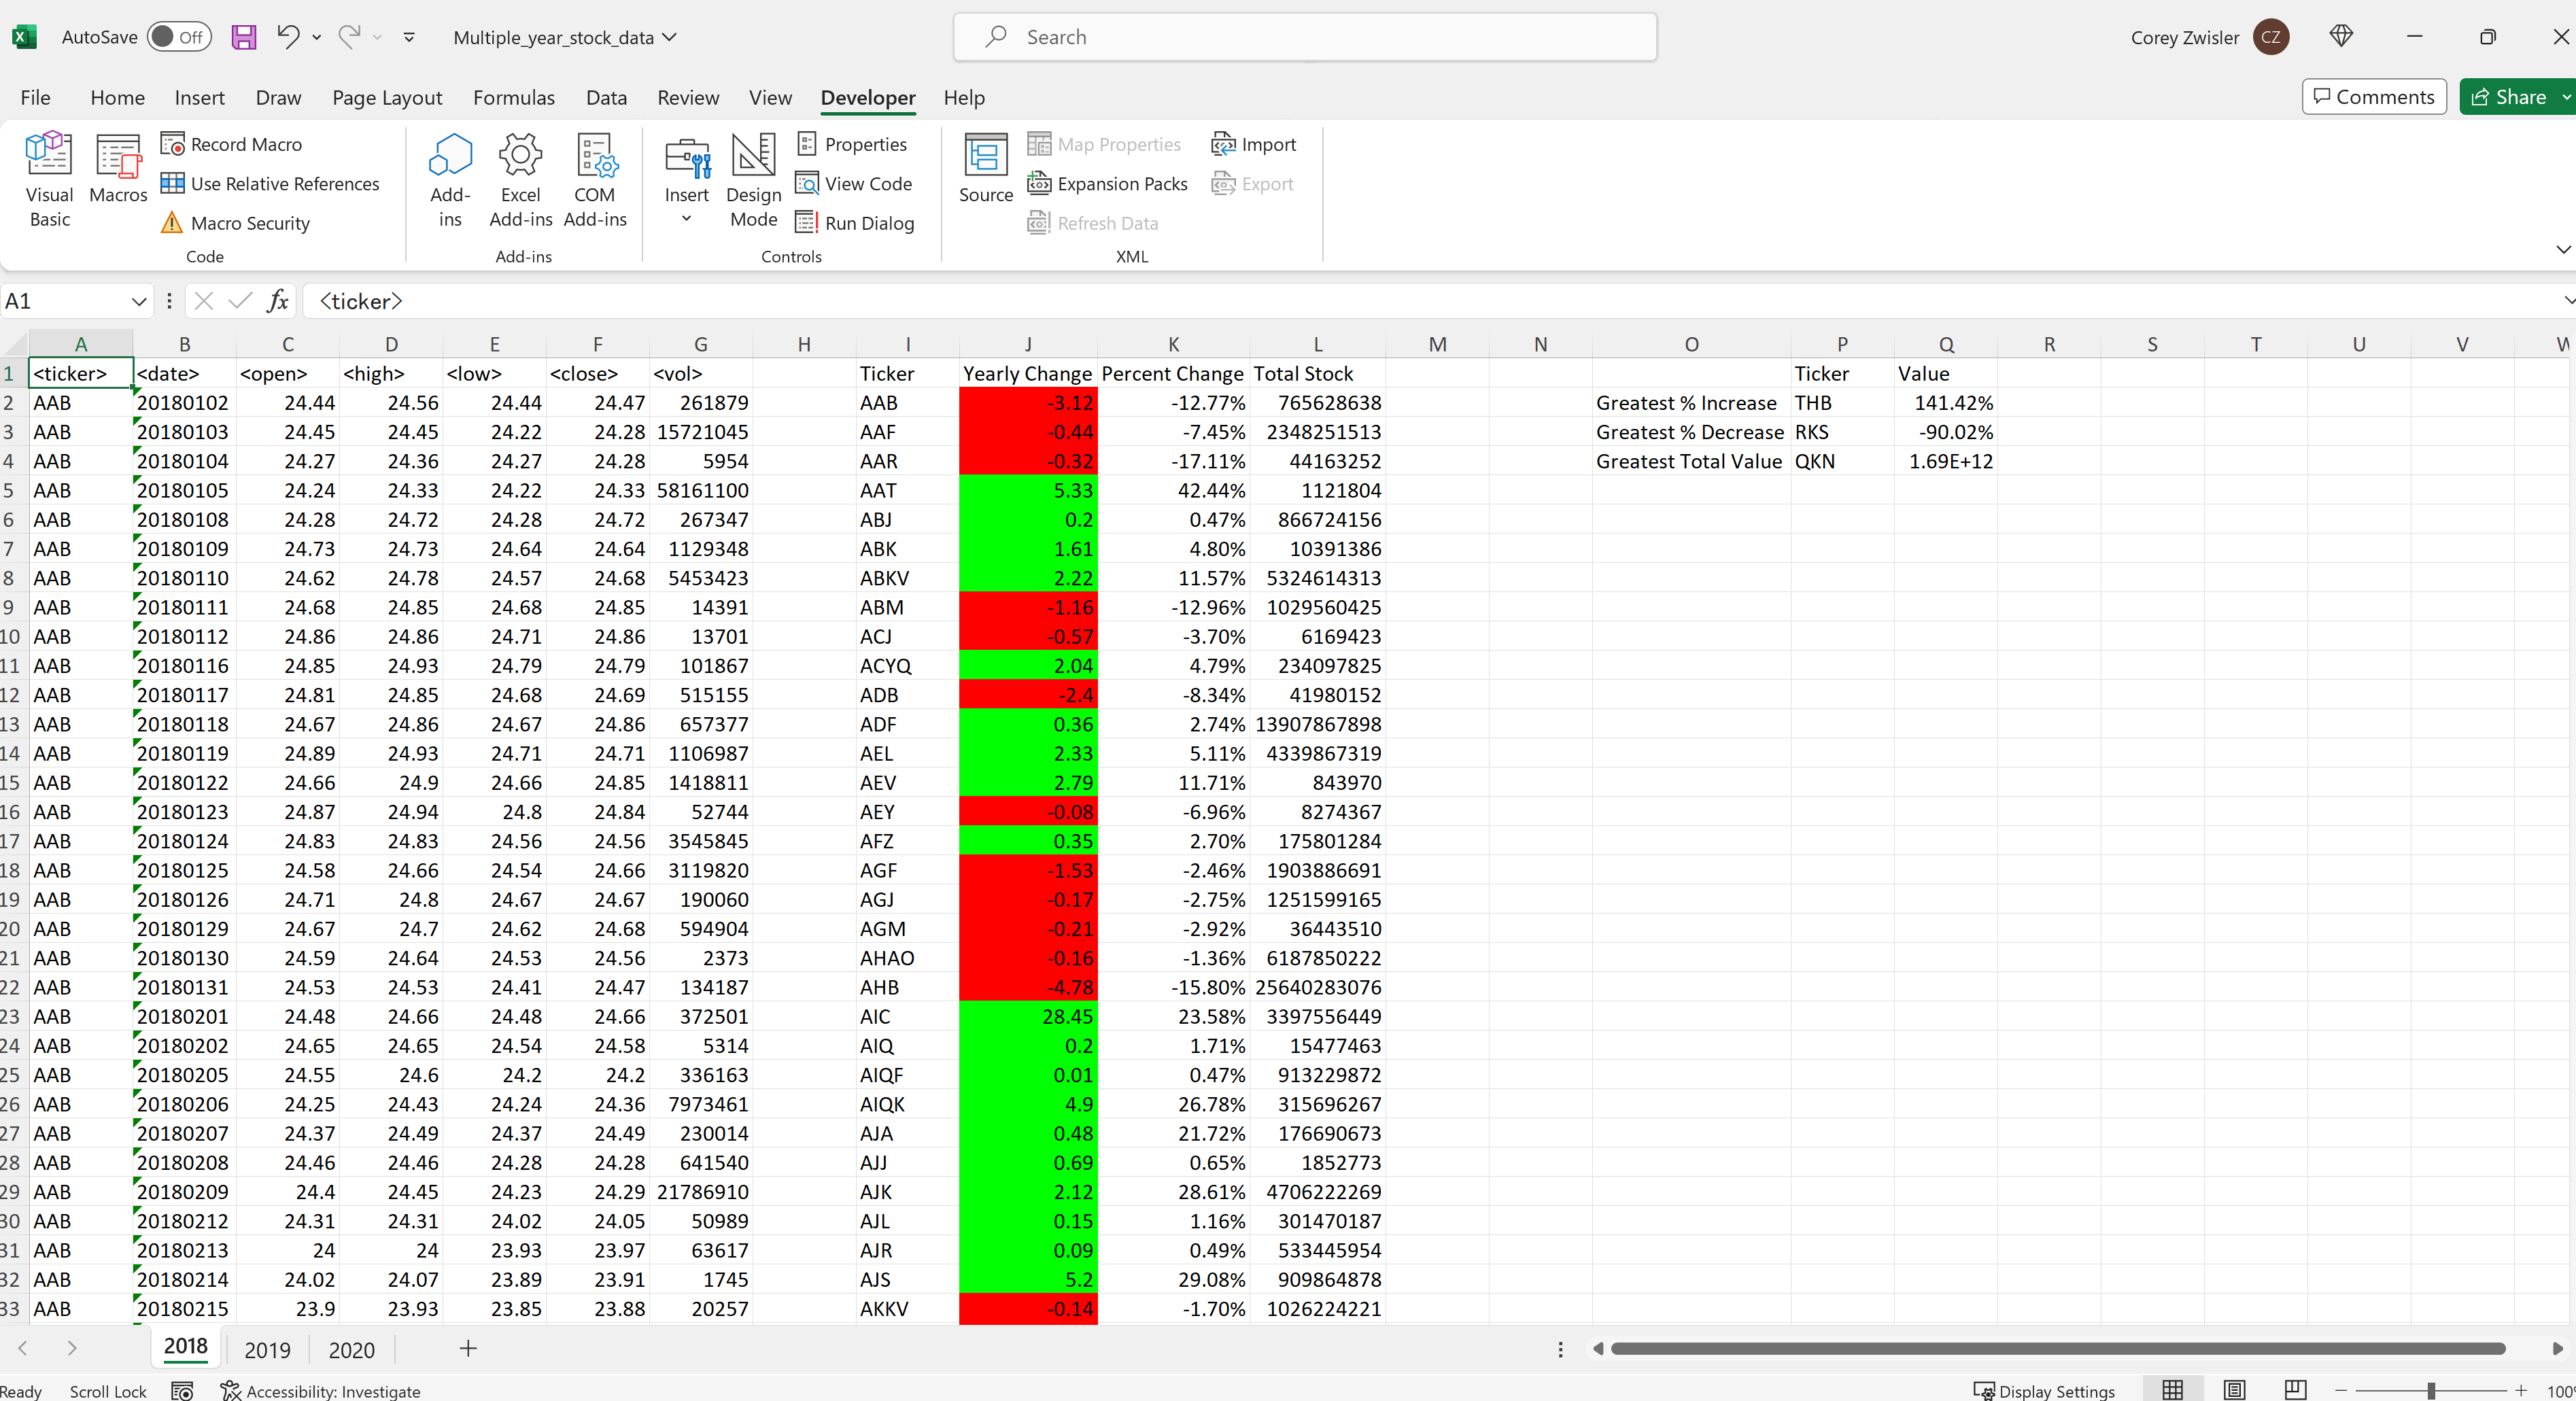 AutoSave Off Multiple_year_stock_data Search Corey Zwisler CZ
File Home Insert Draw Page Layout Formulas Data Review View Developer Help Comments Share
Visual Basic Macros Record Macro Use Relative References Macro Security
Add-ins Excel Add-ins COM Add-ins
Insert Design Mode Properties View Code Run Dialog
Source Map Properties Expansion Packs Refresh Data Import Export
Code Add-ins Controls XML
A1 fx <ticker>
A B C D E F G H I J K L M N O P Q R S T U V W
1 <ticker> <date> <open> <high> <low> <close> <vol> Ticker Yearly Change Percent Change Total Stock Ticker Value
2 AAB 20180102 24.44 24.56 24.44 24.47 261879 AAB -3.12 -12.77% 765628638 Greatest % Increase THB 141.42%
3 AAB 20180103 24.45 24.45 24.22 24.28 15721045 AAF -0.44 -7.45% 2348251513 Greatest % Decrease RKS -90.02%
4 AAB 20180104 24.27 24.36 24.27 24.28 5954 AAR -0.32 -17.11% 44163252 Greatest Total Value QKN 1.69E+12
5 AAB 20180105 24.24 24.33 24.22 24.33 58161100 AAT 5.33 42.44% 1121804
6 AAB 20180108 24.28 24.72 24.28 24.72 267347 ABJ 0.2 0.47% 866724156
7 AAB 20180109 24.73 24.73 24.64 24.64 1129348 ABK 1.61 4.80% 10391386
8 AAB 20180110 24.62 24.78 24.57 24.68 5453423 ABKV 2.22 11.57% 5324614313
9 AAB 20180111 24.68 24.85 24.68 24.85 14391 ABM -1.16 -12.96% 1029560425
10 AAB 20180112 24.86 24.86 24.71 24.86 13701 ACJ -0.57 -3.70% 6169423
11 AAB 20180116 24.85 24.93 24.79 24.79 101867 ACYQ 2.04 4.79% 234097825
12 AAB 20180117 24.81 24.85 24.68 24.69 515155 ADB -2.4 -8.34% 41980152
13 AAB 20180118 24.67 24.86 24.67 24.86 657377 ADF 0.36 2.74% 13907867898
14 AAB 20180119 24.89 24.93 24.71 24.71 1106987 AEL 2.33 5.11% 4339867319
15 AAB 20180122 24.66 24.9 24.66 24.85 1418811 AEV 2.79 11.71% 843970
16 AAB 20180123 24.87 24.94 24.8 24.84 52744 AEY -0.08 -6.96% 8274367
17 AAB 20180124 24.83 24.83 24.56 24.56 3545845 AFZ 0.35 2.70% 175801284
18 AAB 20180125 24.58 24.66 24.54 24.66 3119820 AGF -1.53 -2.46% 1903886691
19 AAB 20180126 24.71 24.8 24.67 24.67 190060 AGJ -0.17 -2.75% 1251599165
20 AAB 20180129 24.67 24.7 24.62 24.68 594904 AGM -0.21 -2.92% 36443510
21 AAB 20180130 24.59 24.64 24.53 24.56 2373 AHAO -0.16 -1.36% 6187850222
22 AAB 20180131 24.53 24.53 24.41 24.47 134187 AHB -4.78 -15.80% 25640283076
23 AAB 20180201 24.48 24.66 24.48 24.66 372501 AIC 28.45 23.58% 3397556449
24 AAB 20180202 24.65 24.65 24.54 24.58 5314 AIQ 0.2 1.71% 15477463
25 AAB 20180205 24.55 24.6 24.2 24.2 336163 AIQF 0.01 0.47% 913229872
26 AAB 20180206 24.25 24.43 24.24 24.36 7973461 AIQK 4.9 26.78% 315696267
27 AAB 20180207 24.37 24.49 24.37 24.49 230014 AJA 0.48 21.72% 176690673
28 AAB 20180208 24.46 24.46 24.28 24.28 641540 AJJ 0.69 0.65% 1852773
29 AAB 20180209 24.4 24.45 24.23 24.29 21786910 AJK 2.12 28.61% 4706222269
30 AAB 20180212 24.31 24.31 24.02 24.05 50989 AJL 0.15 1.16% 301470187
31 AAB 20180213 24 24 23.93 23.97 63617 AJR 0.09 0.49% 533445954
32 AAB 20180214 24.02 24.07 23.89 23.91 1745 AJS 5.2 29.08% 909864878
33 AAB 20180215 23.9 23.93 23.85 23.88 20257 AKKV -0.14 -1.70% 1026224221
2018 2019 2020
Ready Scroll Lock Accessibility: Investigate Display Settings 100%